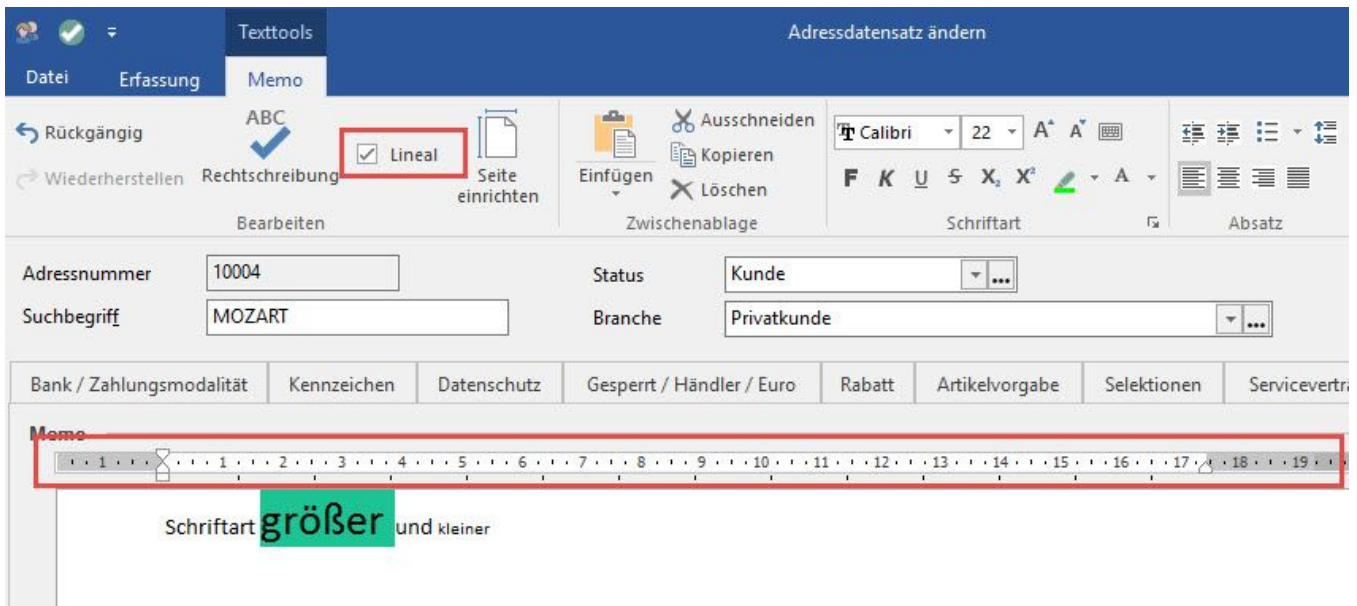 Texttools
Adressdatensatz ändern
Datei Erfassung Memo
Rückgängig
Wiederherstellen
ABC
Rechtschreibung
Lineal
Seite
einrichten
Bearbeiten
Einfügen
Ausschneiden
Kopieren
Löschen
Zwischenablage
Calibri 22 A A
F K U S X₂ X² A
Schriftart
Absatz
Adressnummer 10004 Status Kunde
Suchbegriff MOZART Branche Privatkunde
Bank / Zahlungsmodalität Kennzeichen Datenschutz Gesperrt / Händler / Euro Rabatt Artikelvorgabe Selektionen Servicevertra
Memo
1 1 2 3 4 5 6 7 8 9 10 11 12 13 14 15 16 17 18 19
Schriftart größer und kleiner